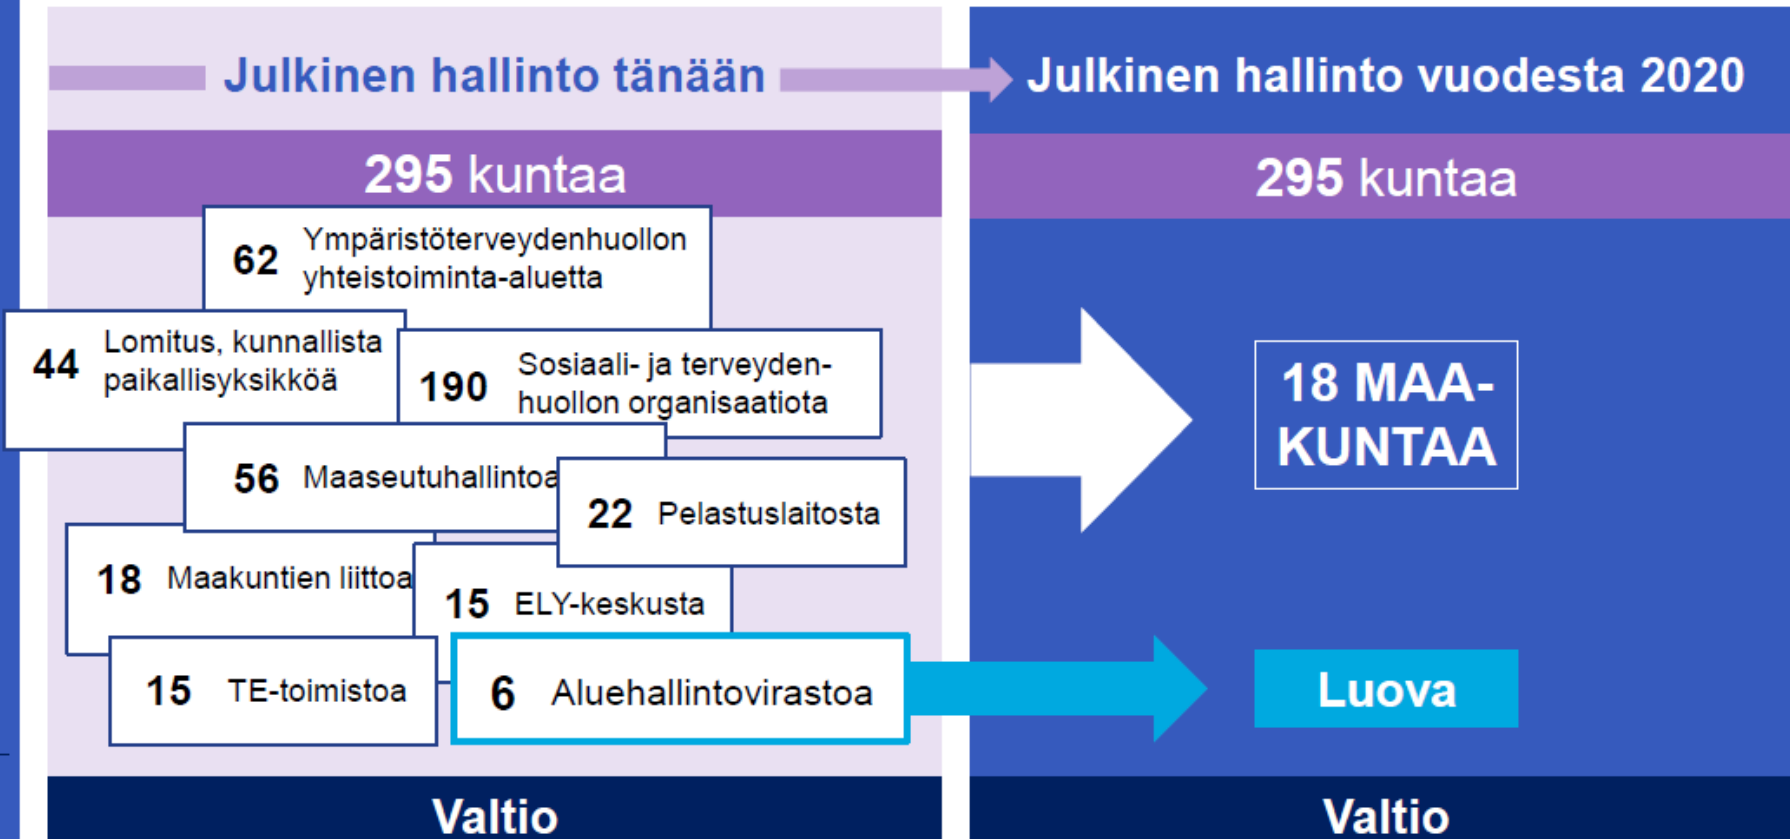 Julkinen hallinto tänään
295 kuntaa
62 Ympäristöterveydenhuollon
yhteistoiminta-aluetta
44 Lomitus, kunnallista
paikallisyksikköä
190 Sosiaali- ja terveyden-
huollon organisaatiota
56 Maaseutuhallintoa
22 Pelastuslaitosta
18 Maakuntien liittoa
15 ELY-keskusta
15 TE-toimistoa
6 Aluehallintovirastoa
Valtio
Julkinen hallinto vuodesta 2020
295 kuntaa
18 MAA-
KUNTAA
Luova
Valtio